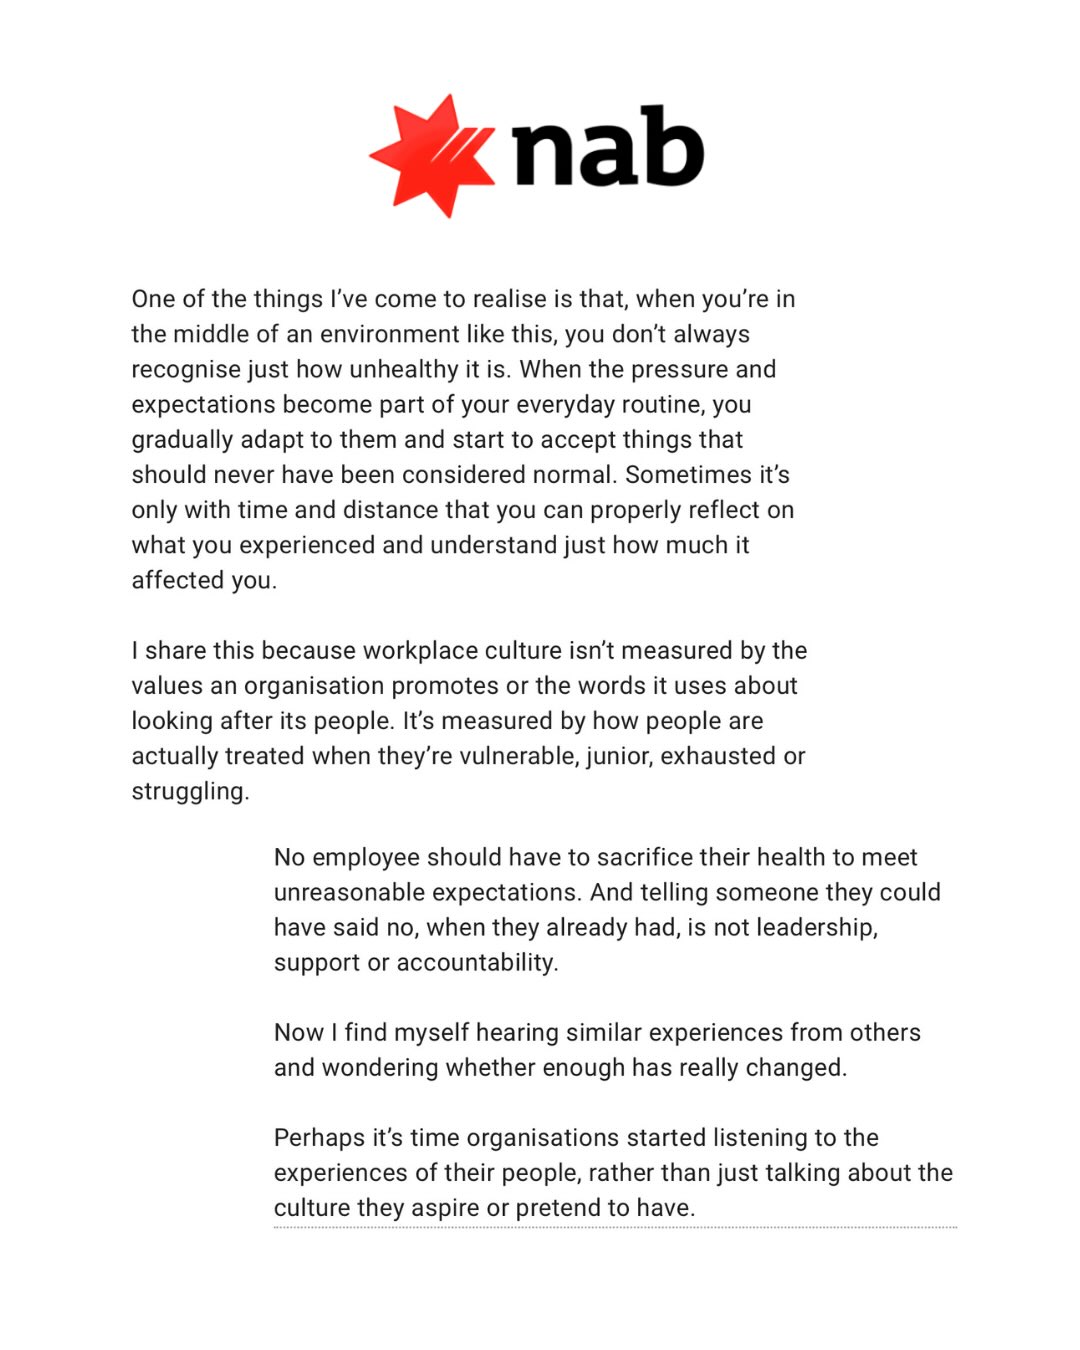 nab
One of the things I’ve come to realise is that, when you’re in
the middle of an environment like this, you don’t always
recognise just how unhealthy it is. When the pressure and
expectations become part of your everyday routine, you
gradually adapt to them and start to accept things that
should never have been considered normal. Sometimes it’s
only with time and distance that you can properly reflect on
what you experienced and understand just how much it
affected you.
I share this because workplace culture isn’t measured by the
values an organisation promotes or the words it uses about
looking after its people. It’s measured by how people are
actually treated when they’re vulnerable, junior, exhausted or
struggling.
No employee should have to sacrifice their health to meet
unreasonable expectations. And telling someone they could
have said no, when they already had, is not leadership,
support or accountability.
Now I find myself hearing similar experiences from others
and wondering whether enough has really changed.
Perhaps it’s time organisations started listening to the
experiences of their people, rather than just talking about the
culture they aspire or pretend to have.